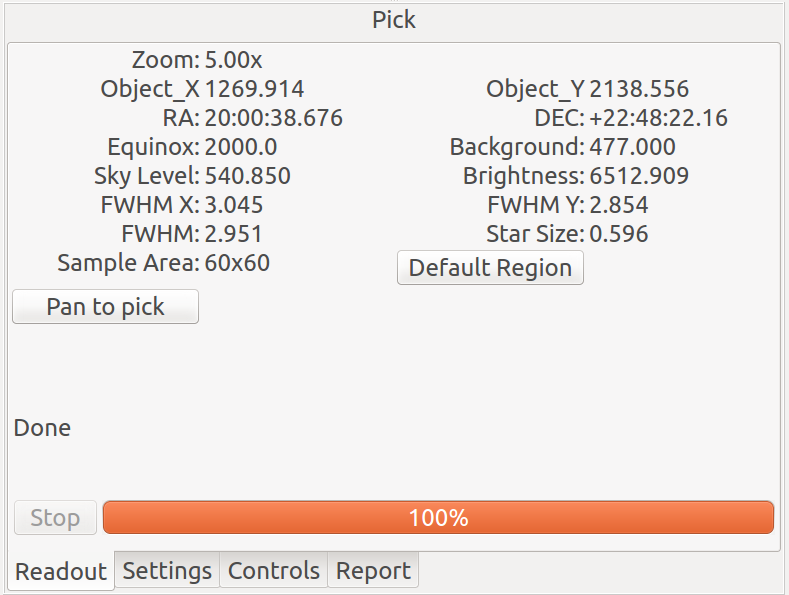 Pick
Zoom: 5.00x
Object_X 1269.914 Object_Y 2138.556
RA: 20:00:38.676 DEC: +22:48:22.16
Equinox: 2000.0 Background: 477.000
Sky Level: 540.850 Brightness: 6512.909
FWHM X: 3.045 FWHM Y: 2.854
FWHM: 2.951 Star Size: 0.596
Sample Area: 60x60 Default Region
Pan to pick
Done
Stop 100%
Readout Settings Controls Report